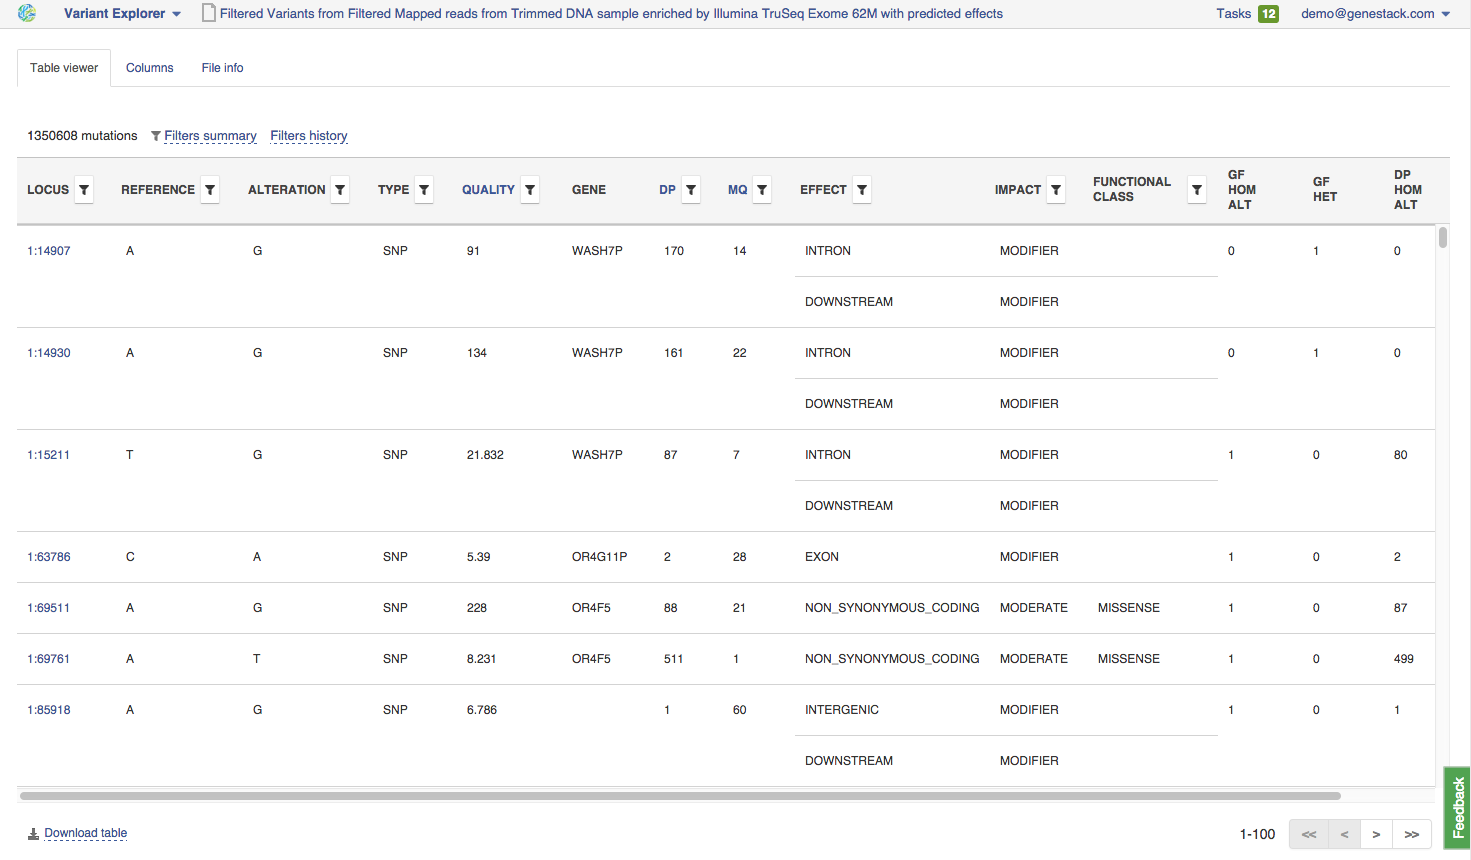 Variant Explorer Filtered Variants from Filtered Mapped reads from Trimmed DNA sample enriched by Illumina TruSeq Exome 62M with predicted effects Tasks 12 demo@genestack.com
Table viewer Columns File info
1350608 mutations Filters summary Filters history
LOCUS REFERENCE ALTERATION TYPE QUALITY GENE DP MQ EFFECT IMPACT FUNCTIONAL CLASS GF HOM ALT GF HET DP HOM ALT
1:14907 A G SNP 91 WASH7P 170 14 INTRON MODIFIER 0 1 0
DOWNSTREAM MODIFIER
1:14930 A G SNP 134 WASH7P 161 22 INTRON MODIFIER 0 1 0
DOWNSTREAM MODIFIER
1:15211 T G SNP 21.832 WASH7P 87 7 INTRON MODIFIER 1 0 80
DOWNSTREAM MODIFIER
1:63786 C A SNP 5.39 OR4G11P 2 28 EXON MODIFIER 1 0 2
1:69511 A G SNP 228 OR4F5 88 21 NON_SYNONYMOUS_CODING MODERATE MISSENSE 1 0 87
1:69761 A T SNP 8.231 OR4F5 511 1 NON_SYNONYMOUS_CODING MODERATE MISSENSE 1 0 499
1:85918 A G SNP 6.786 1 60 INTERGENIC MODIFIER 1 0 1
DOWNSTREAM MODIFIER
Feedback
Download table 1-100 << < > >>